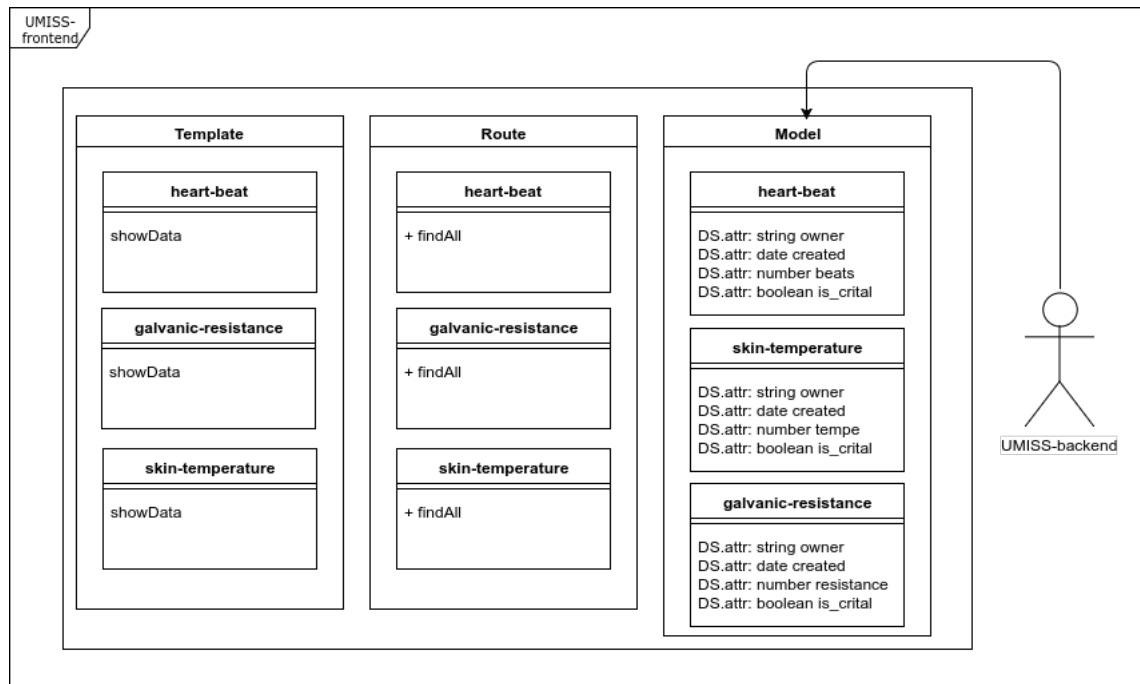 UMISS-
frontend
Template
heart-beat
showData
galvanic-resistance
showData
skin-temperature
showData
Route
heart-beat
+ findAll
galvanic-resistance
+ findAll
skin-temperature
+ findAll
Model
heart-beat
DS.attr: string owner
DS.attr: date created
DS.attr: number beats
DS.attr: boolean is_crital
skin-temperature
DS.attr: string owner
DS.attr: date created
DS.attr: number tempe
DS.attr: boolean is_crital
galvanic-resistance
DS.attr: string owner
DS.attr: date created
DS.attr: number resistance
DS.attr: boolean is_crital
UMISS-backend